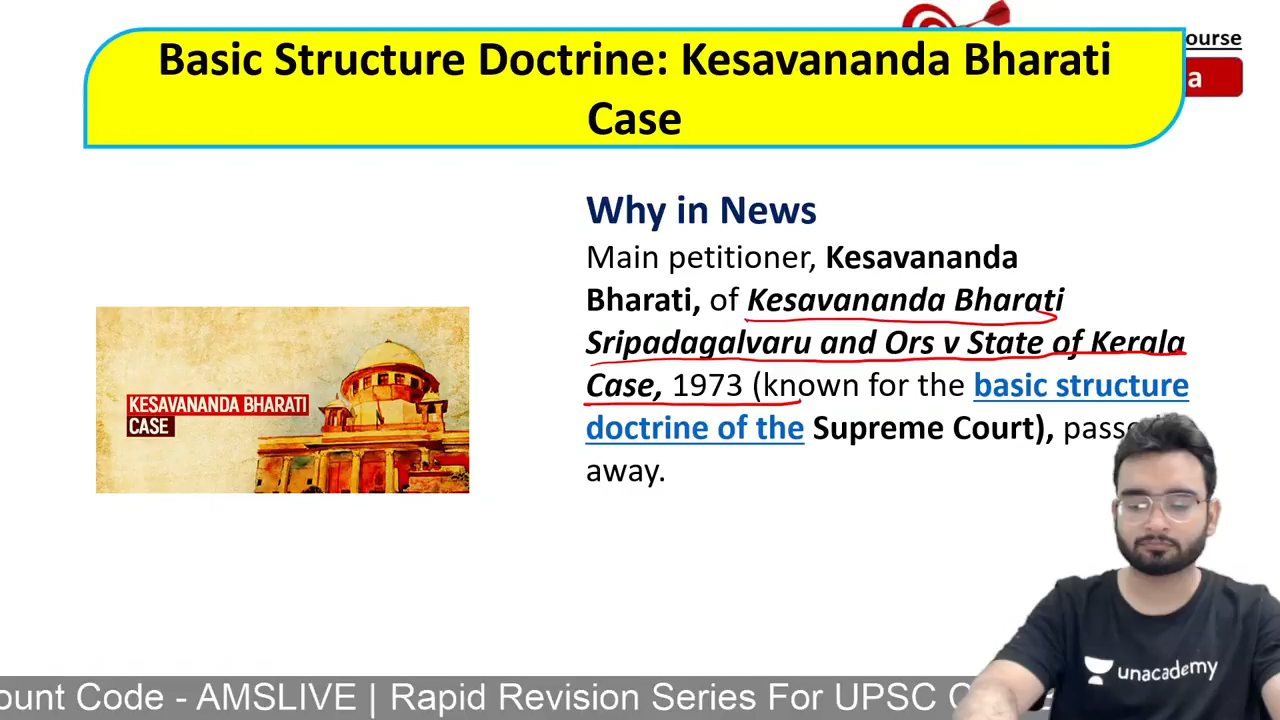 ourse
a
Basic Structure Doctrine: Kesavananda Bharati
Case
Why in News
Main petitioner, Kesavananda
Bharati, of Kesavananda Bharati
Sripadagalvaru and Ors v State of Kerala
Case, 1973 (known for the basic structure
doctrine of the Supreme Court), passe
away.
KESAVANANDA BHARATI
CASE
unacademy
ount Code - AMSLIVE | Rapid Revision Series For UPSC C